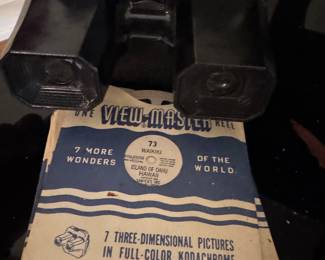 ONE VIEW-MASTER REEL
73
WAIKIKI
7 MORE WONDERS OF THE WORLD.
ISLAND OF OAHU
HAWAII
7 THREE-DIMENSIONAL PICTURES
IN FULL-COLOR KODACHROME